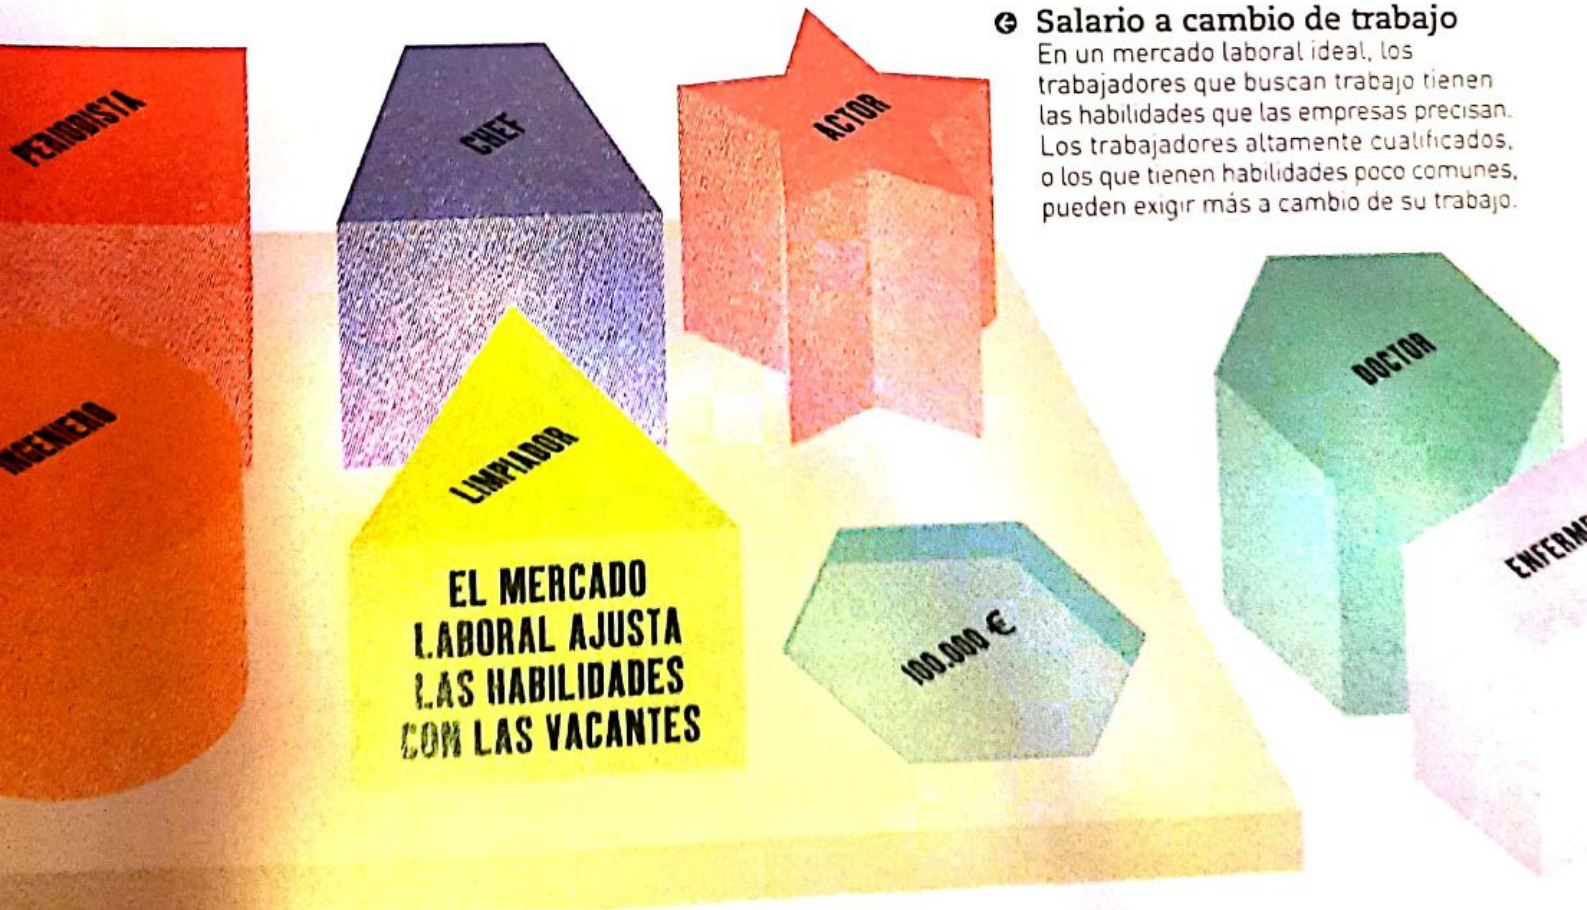 Salario a cambio de trabajo
En un mercado laboral ideal, los
trabajadores que buscan trabajo tienen
las habilidades que las empresas precisan.
Los trabajadores altamente cualificados,
o los que tienen habilidades poco comunes,
pueden exigir más a cambio de su trabajo.
PERIODISTA
CHEF
ACTOR
DOCTOR
NGENIERO
LIMPIADOR
ENFERME
EL MERCADO
LABORAL AJUSTA
LAS HABILIDADES
CON LAS VACANTES
100.000 €